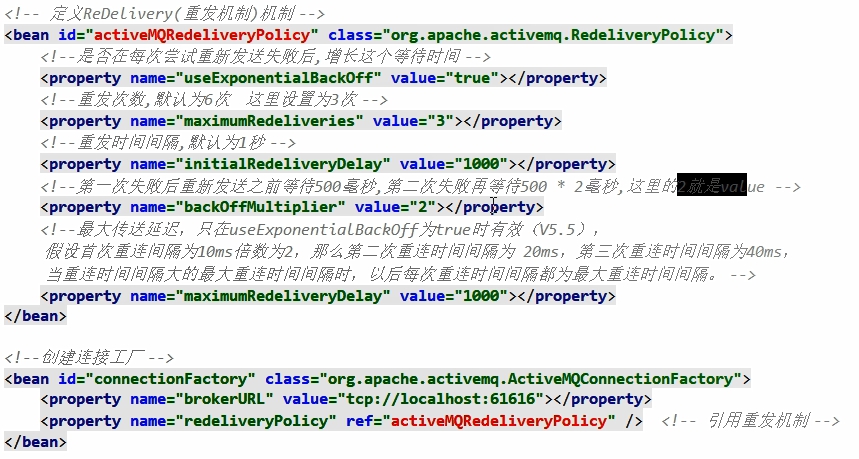 <!-- 定义ReDelivery(重发机制)机制 -->
<bean id="activeMQRedeliveryPolicy" class="org.apache.activemq.RedeliveryPolicy">
<!--是否在每次尝试重新发送失败后,增长这个等待时间 -->
<property name="useExponentialBackOff" value="true"></property>
<!--重发次数,默认为6次 这里设置为3次 -->
<property name="maximumRedeliveries" value="3"></property>
<!--重发时间间隔,默认为1秒 -->
<property name="initialRedeliveryDelay" value="1000"></property>
<!--第一次失败后重新发送之前等待500毫秒,第二次失败再等待500 * 2毫秒,这里的2就是value -->
<property name="backOffMultiplier" value="2"></property>
<!--最大传送延迟，只在useExponentialBackOff为true时有效（V5.5），
假设首次重连间隔为10ms倍数为2，那么第二次重连时间间隔为 20ms，第三次重连时间间隔为40ms，
当重连时间间隔大的最大重连时间间隔时，以后每次重连时间间隔都为最大重连时间间隔。 -->
<property name="maximumRedeliveryDelay" value="1000"></property>
</bean>
<!--创建连接工厂 -->
<bean id="connectionFactory" class="org.apache.activemq.ActiveMQConnectionFactory">
<property name="brokerURL" value="tcp://localhost:61616"></property>
<property name="redeliveryPolicy" ref="activeMQRedeliveryPolicy" /> <!-- 引用重发机制 -->
</bean>